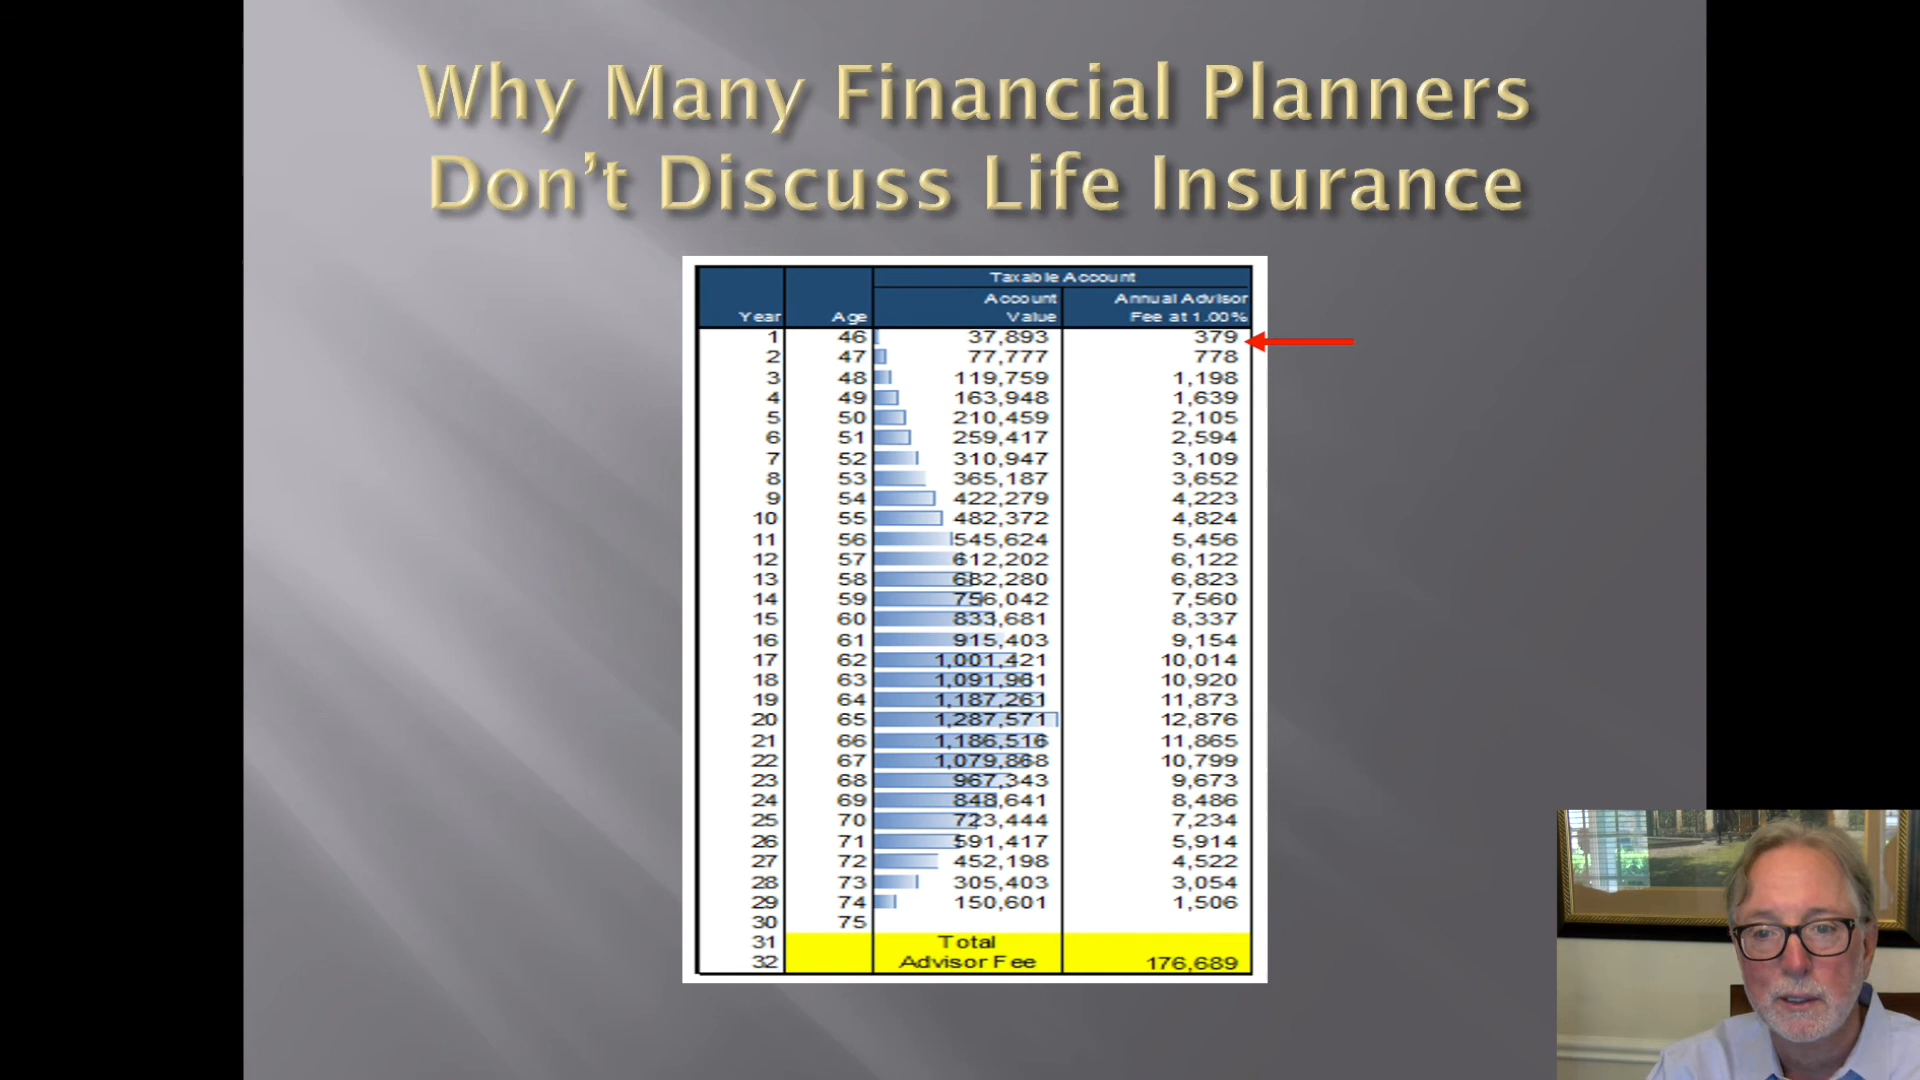 Why Many Financial Planners
Don't Discuss Life Insurance
Taxable Account
Account Annual Advisor
Year Age Value Fee at 1.00%
1 46 37,893 379
2 47 77,777 778
3 48 119,759 1,198
4 49 163,948 1,639
5 50 210,459 2,105
6 51 259,417 2,594
7 52 310,947 3,109
8 53 365,187 3,652
9 54 422,279 4,223
10 55 482,372 4,824
11 56 545,624 5,456
12 57 612,202 6,122
13 58 682,280 6,823
14 59 756,042 7,560
15 60 833,681 8,337
16 61 915,403 9,154
17 62 1,001,421 10,014
18 63 1,091,961 10,920
19 64 1,187,261 11,873
20 65 1,287,571 12,876
21 66 1,186,516 11,865
22 67 1,079,868 10,799
23 68 967,343 9,673
24 69 848,641 8,486
25 70 723,444 7,234
26 71 591,417 5,914
27 72 452,198 4,522
28 73 305,403 3,054
29 74 150,601 1,506
30 75
31 Total
32 Advisor Fee 176,689